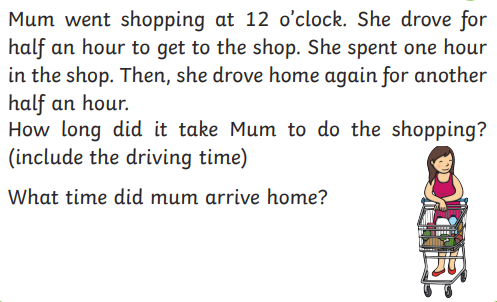 Mum went shopping at 12 o’clock. She drove for
half an hour to get to the shop. She spent one hour
in the shop. Then, she drove home again for another
half an hour.
How long did it take Mum to do the shopping?
(include the driving time)
What time did mum arrive home?